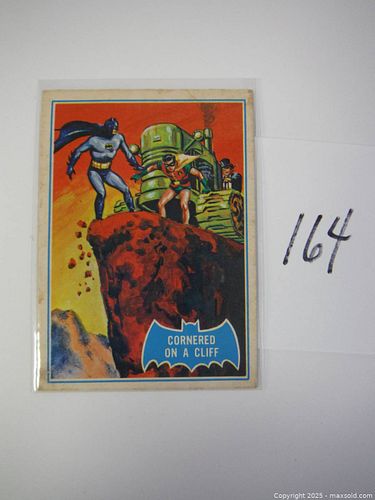 CORNERED
ON A CLIFF
164
Copyright 2025 - maxsold.com